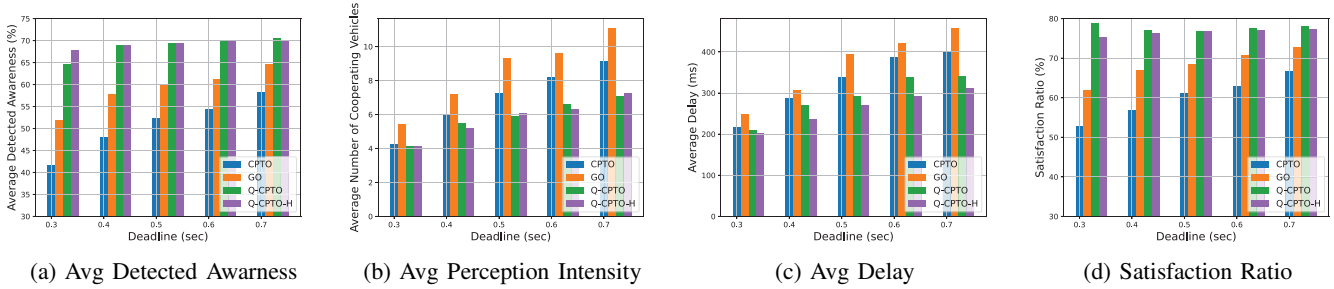 Average Detected Awareness (%)
75
70
65
60
55
50
45
40
35
30
0.3 0.4 0.5 0.6 0.7
Deadline (sec)
CPTO
GO
Q-CPTO
Q-CPTO-H
(a) Avg Detected Awarness
Average Number of Cooperating Vehicles
10
8
6
4
2
0
0.3 0.4 0.5 0.6 0.7
Deadline (sec)
CPTO
GO
Q-CPTO
Q-CPTO-H
(b) Avg Perception Intensity
Average Delay (ms)
400
300
200
100
0
0.3 0.4 0.5 0.6 0.7
Deadline (sec)
CPTO
GO
Q-CPTO
Q-CPTO-H
(c) Avg Delay
Satisfaction Ratio (%)
80
70
60
50
40
30
0.3 0.4 0.5 0.6 0.7
Deadline (sec)
CPTO
GO
Q-CPTO
Q-CPTO-H
(d) Satisfaction Ratio